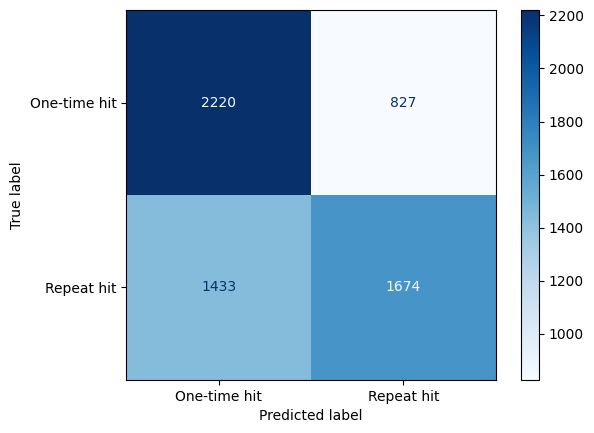 One-time hit
Repeat hit
True label
2220
827
1433
1674
One-time hit
Repeat hit
Predicted label
2200
2000
1800
1600
1400
1200
1000